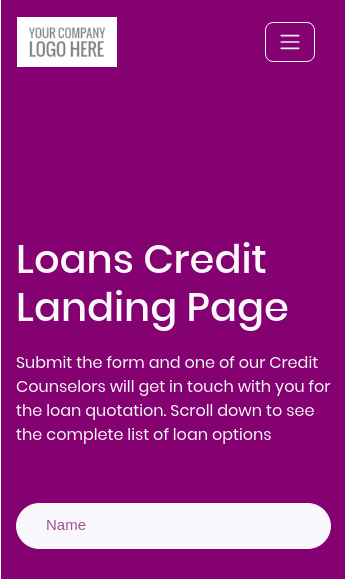 YOUR COMPANY
LOGO HERE
Loans Credit
Landing Page
Submit the form and one of our Credit
Counselors will get in touch with you for
the loan quotation. Scroll down to see
the complete list of loan options
Name